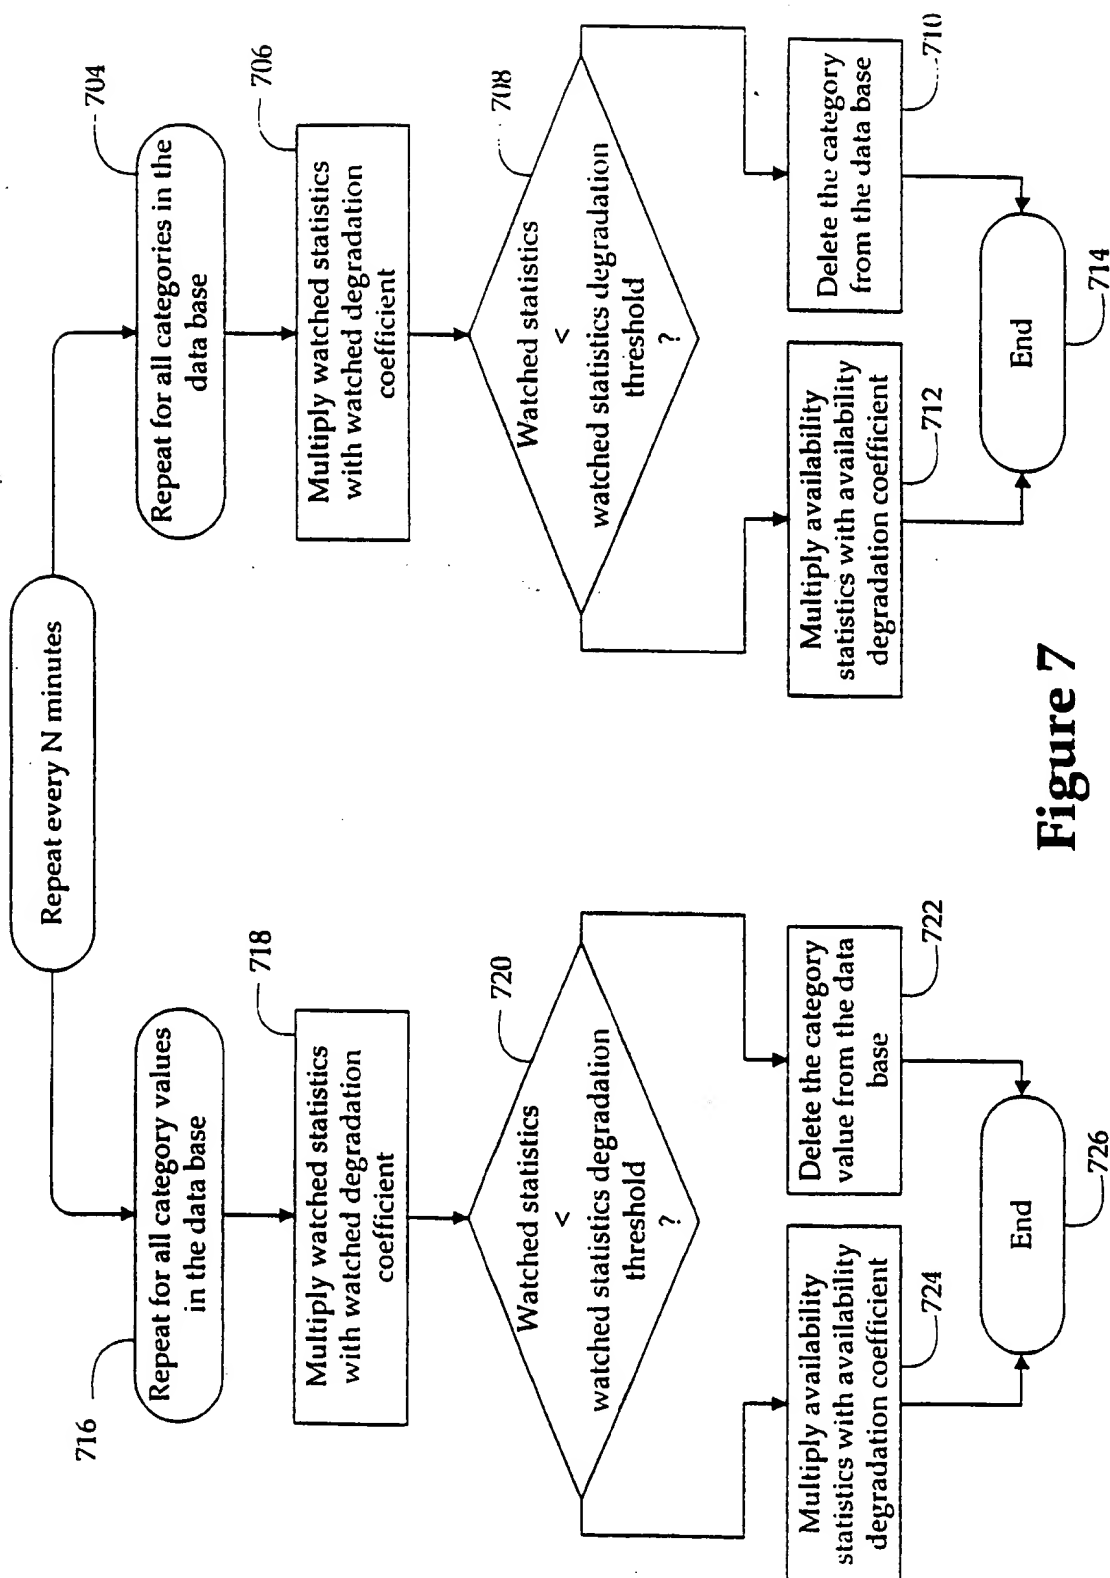 Repeat every N minutes
716
Repeat for all category values
in the data base
718
Multiply watched statistics
with watched degradation
coefficient
720
Watched statistics
<
watched statistics degradation
threshold
?
724
Multiply availability
statistics with availability
degradation coefficient
722
Delete the category
value from the data
base
End
726
704
Repeat for all categories in the
data base
706
Multiply watched statistics
with watched degradation
coefficient
708
Watched statistics
<
watched statistics degradation
threshold
?
712
Multiply availability
statistics with availability
degradation coefficient
710
Delete the category
from the data base
End
714
Figure 7